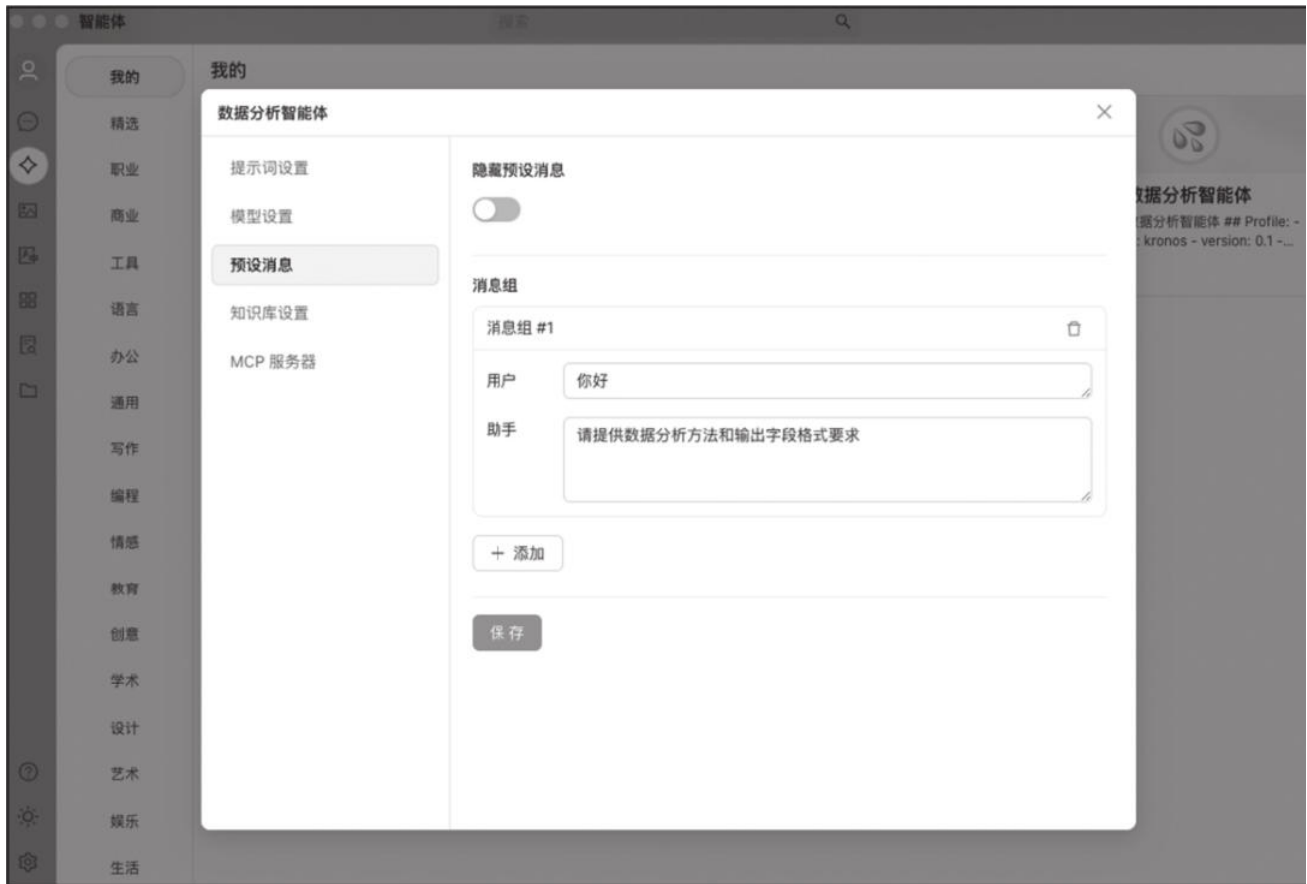 智能体
搜索
我的
精选
职业
商业
工具
语言
办公
通用
写作
编程
情感
教育
创意
学术
设计
艺术
娱乐
生活
我的
数据分析智能体
提示词设置
模型设置
预设消息
知识库设置
MCP 服务器
隐藏预设消息
消息组
消息组 #1
用户
你好
助手
请提供数据分析方法和输出字段格式要求
+ 添加
保存
数据分析智能体
据分析智能体 ## Profile: -
: kronos - version: 0.1 -...